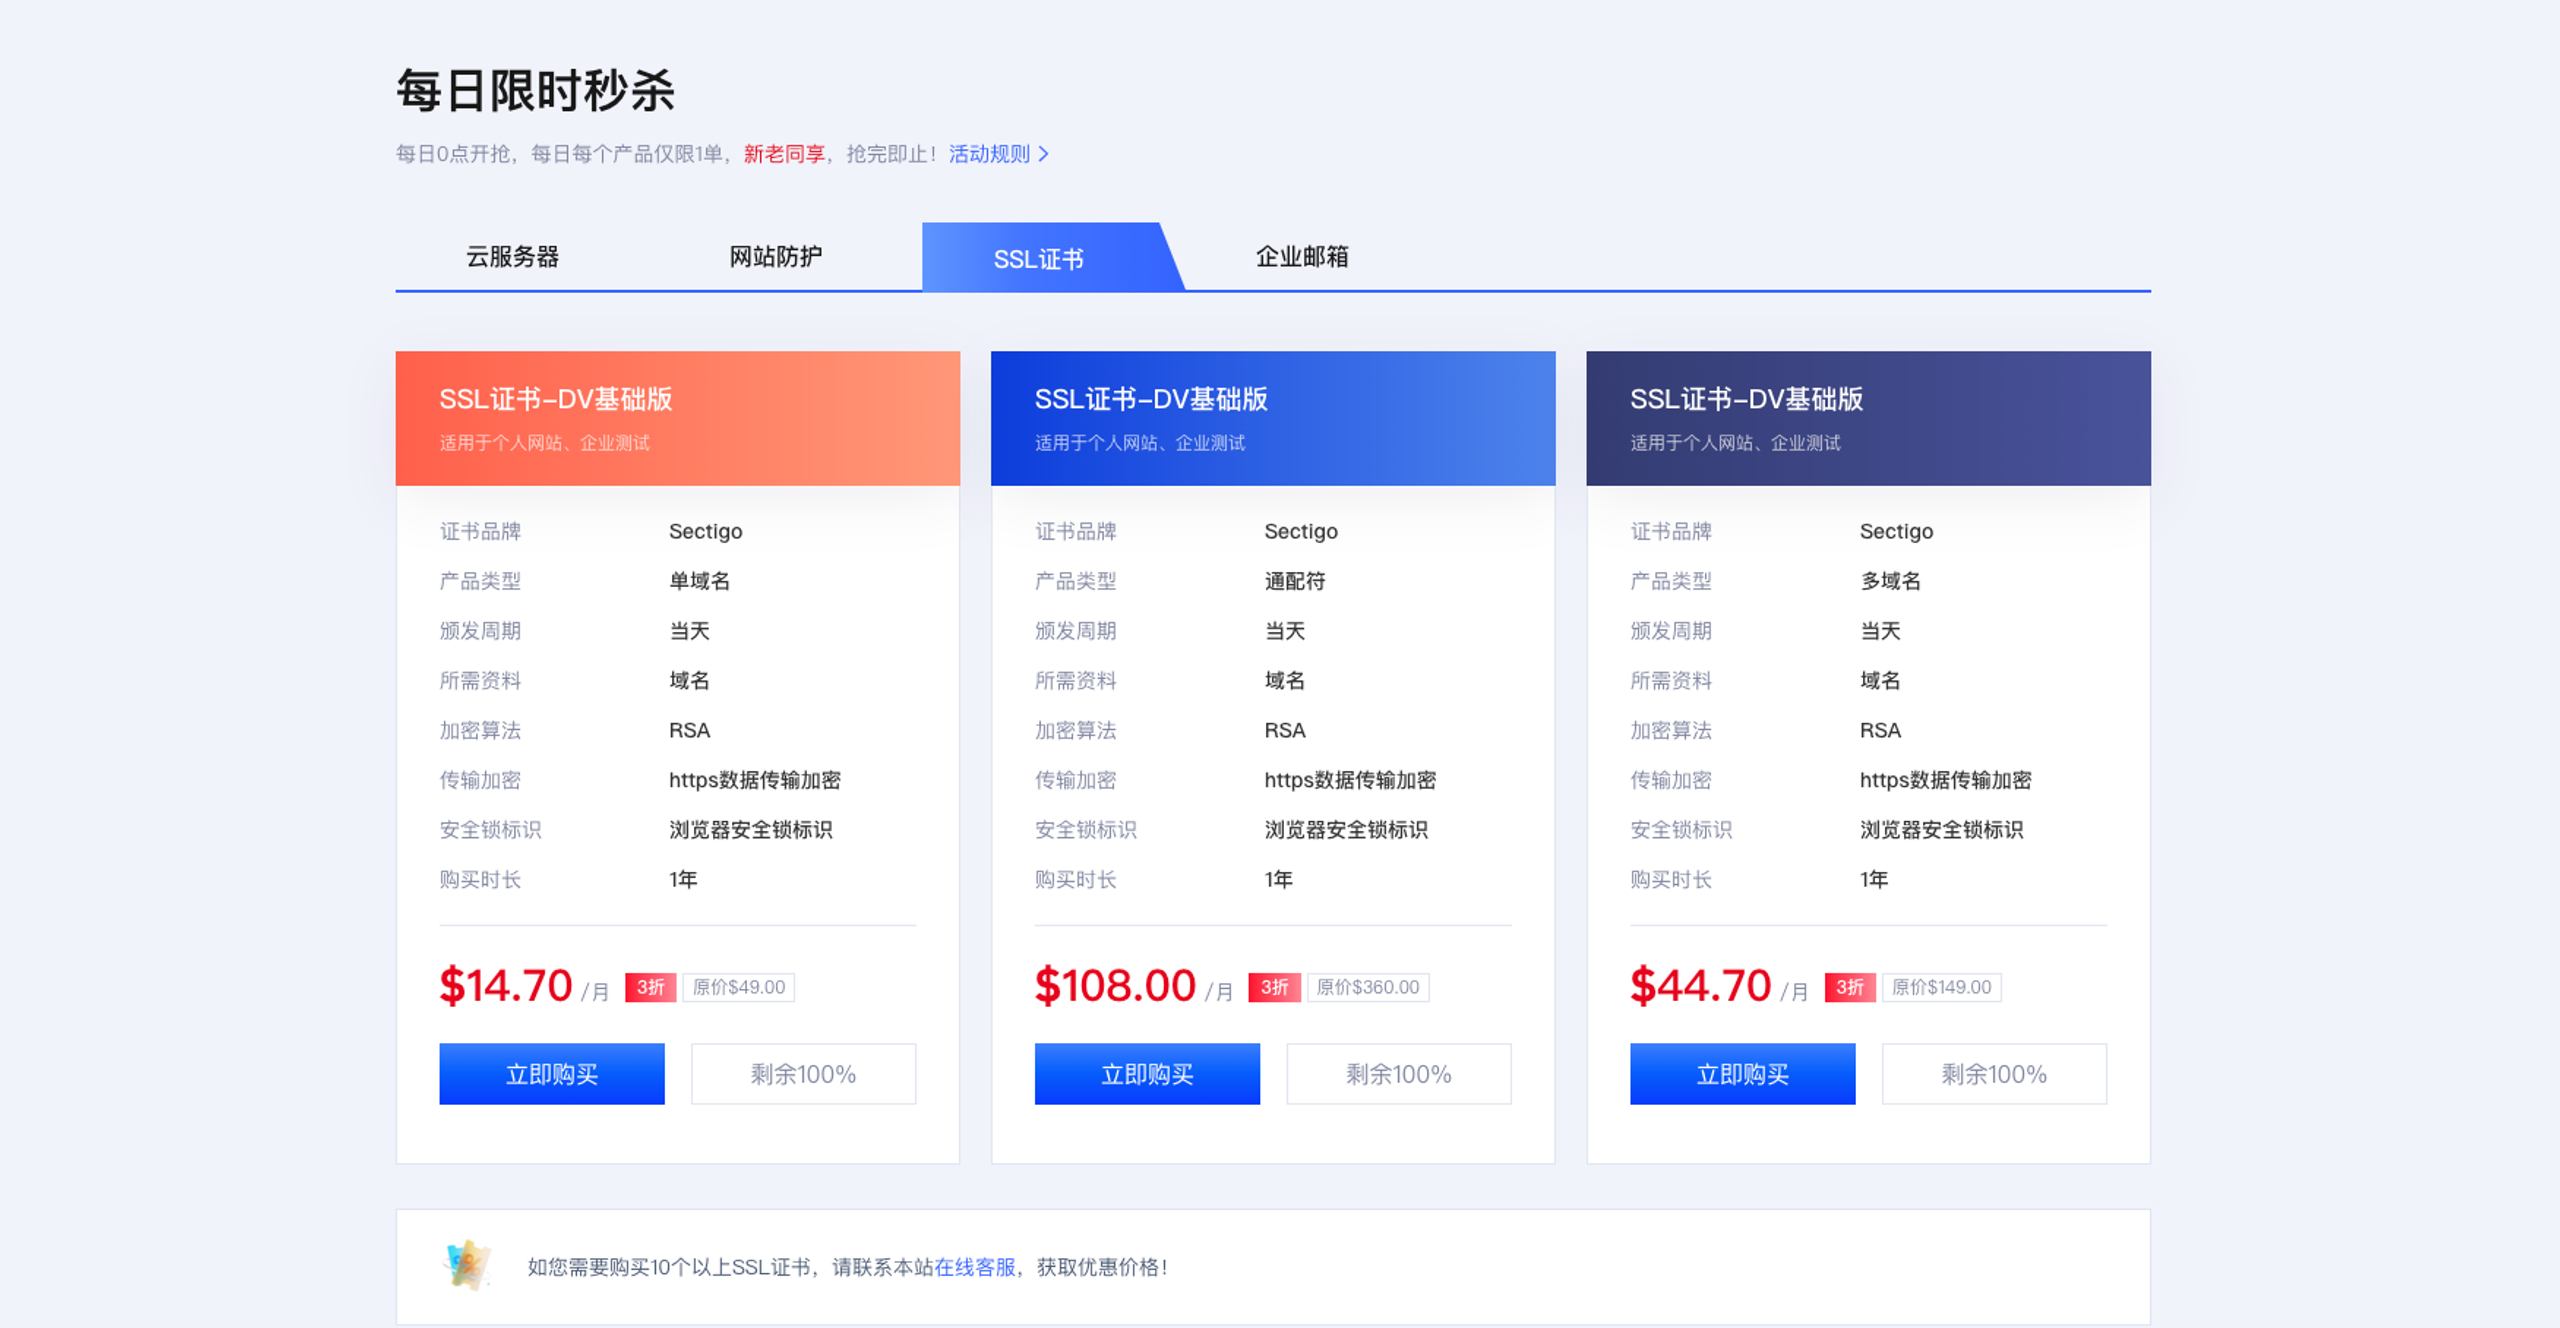 每日限时秒杀
每日0点开抢，每日每个产品仅限1单，新老同享，抢完即止！活动规则 >
云服务器 网站防护 SSL证书 企业邮箱
SSL证书-DV基础版
适用于个人网站、企业测试
证书品牌 Sectigo
产品类型 单域名
颁发周期 当天
所需资料 域名
加密算法 RSA
传输加密 https数据传输加密
安全锁标识 浏览器安全锁标识
购买时长 1年
$14.70 /月 3折 原价$49.00
立即购买 剩余100%
SSL证书-DV基础版
适用于个人网站、企业测试
证书品牌 Sectigo
产品类型 通配符
颁发周期 当天
所需资料 域名
加密算法 RSA
传输加密 https数据传输加密
安全锁标识 浏览器安全锁标识
购买时长 1年
$108.00 /月 3折 原价$360.00
立即购买 剩余100%
SSL证书-DV基础版
适用于个人网站、企业测试
证书品牌 Sectigo
产品类型 多域名
颁发周期 当天
所需资料 域名
加密算法 RSA
传输加密 https数据传输加密
安全锁标识 浏览器安全锁标识
购买时长 1年
$44.70 /月 3折 原价$149.00
立即购买 剩余100%
如您需要购买10个以上SSL证书，请联系本站在线客服，获取优惠价格！